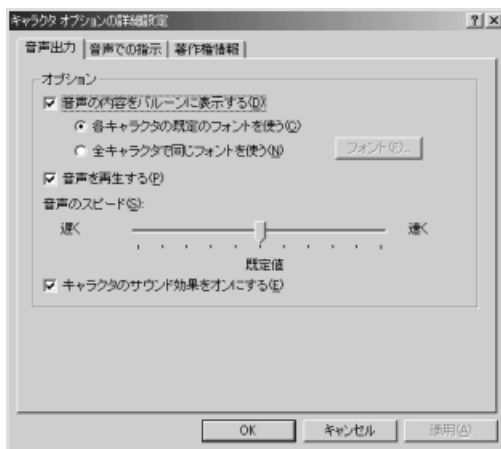 キャラクタ オプションの詳細設定
音声出力 音声での指示 著作権情報
オプション
音声の内容をバルーンに表示する(O)
各キャラクタの既定のフォントを使う(C)
全キャラクタで同じフォントを使う(N) フォント(F)...
音声を再生する(P)
音声のスピード(S):
遅く 速く
既定値
キャラクタのサウンド効果をオンにする(E)
OK キャンセル 適用(A)